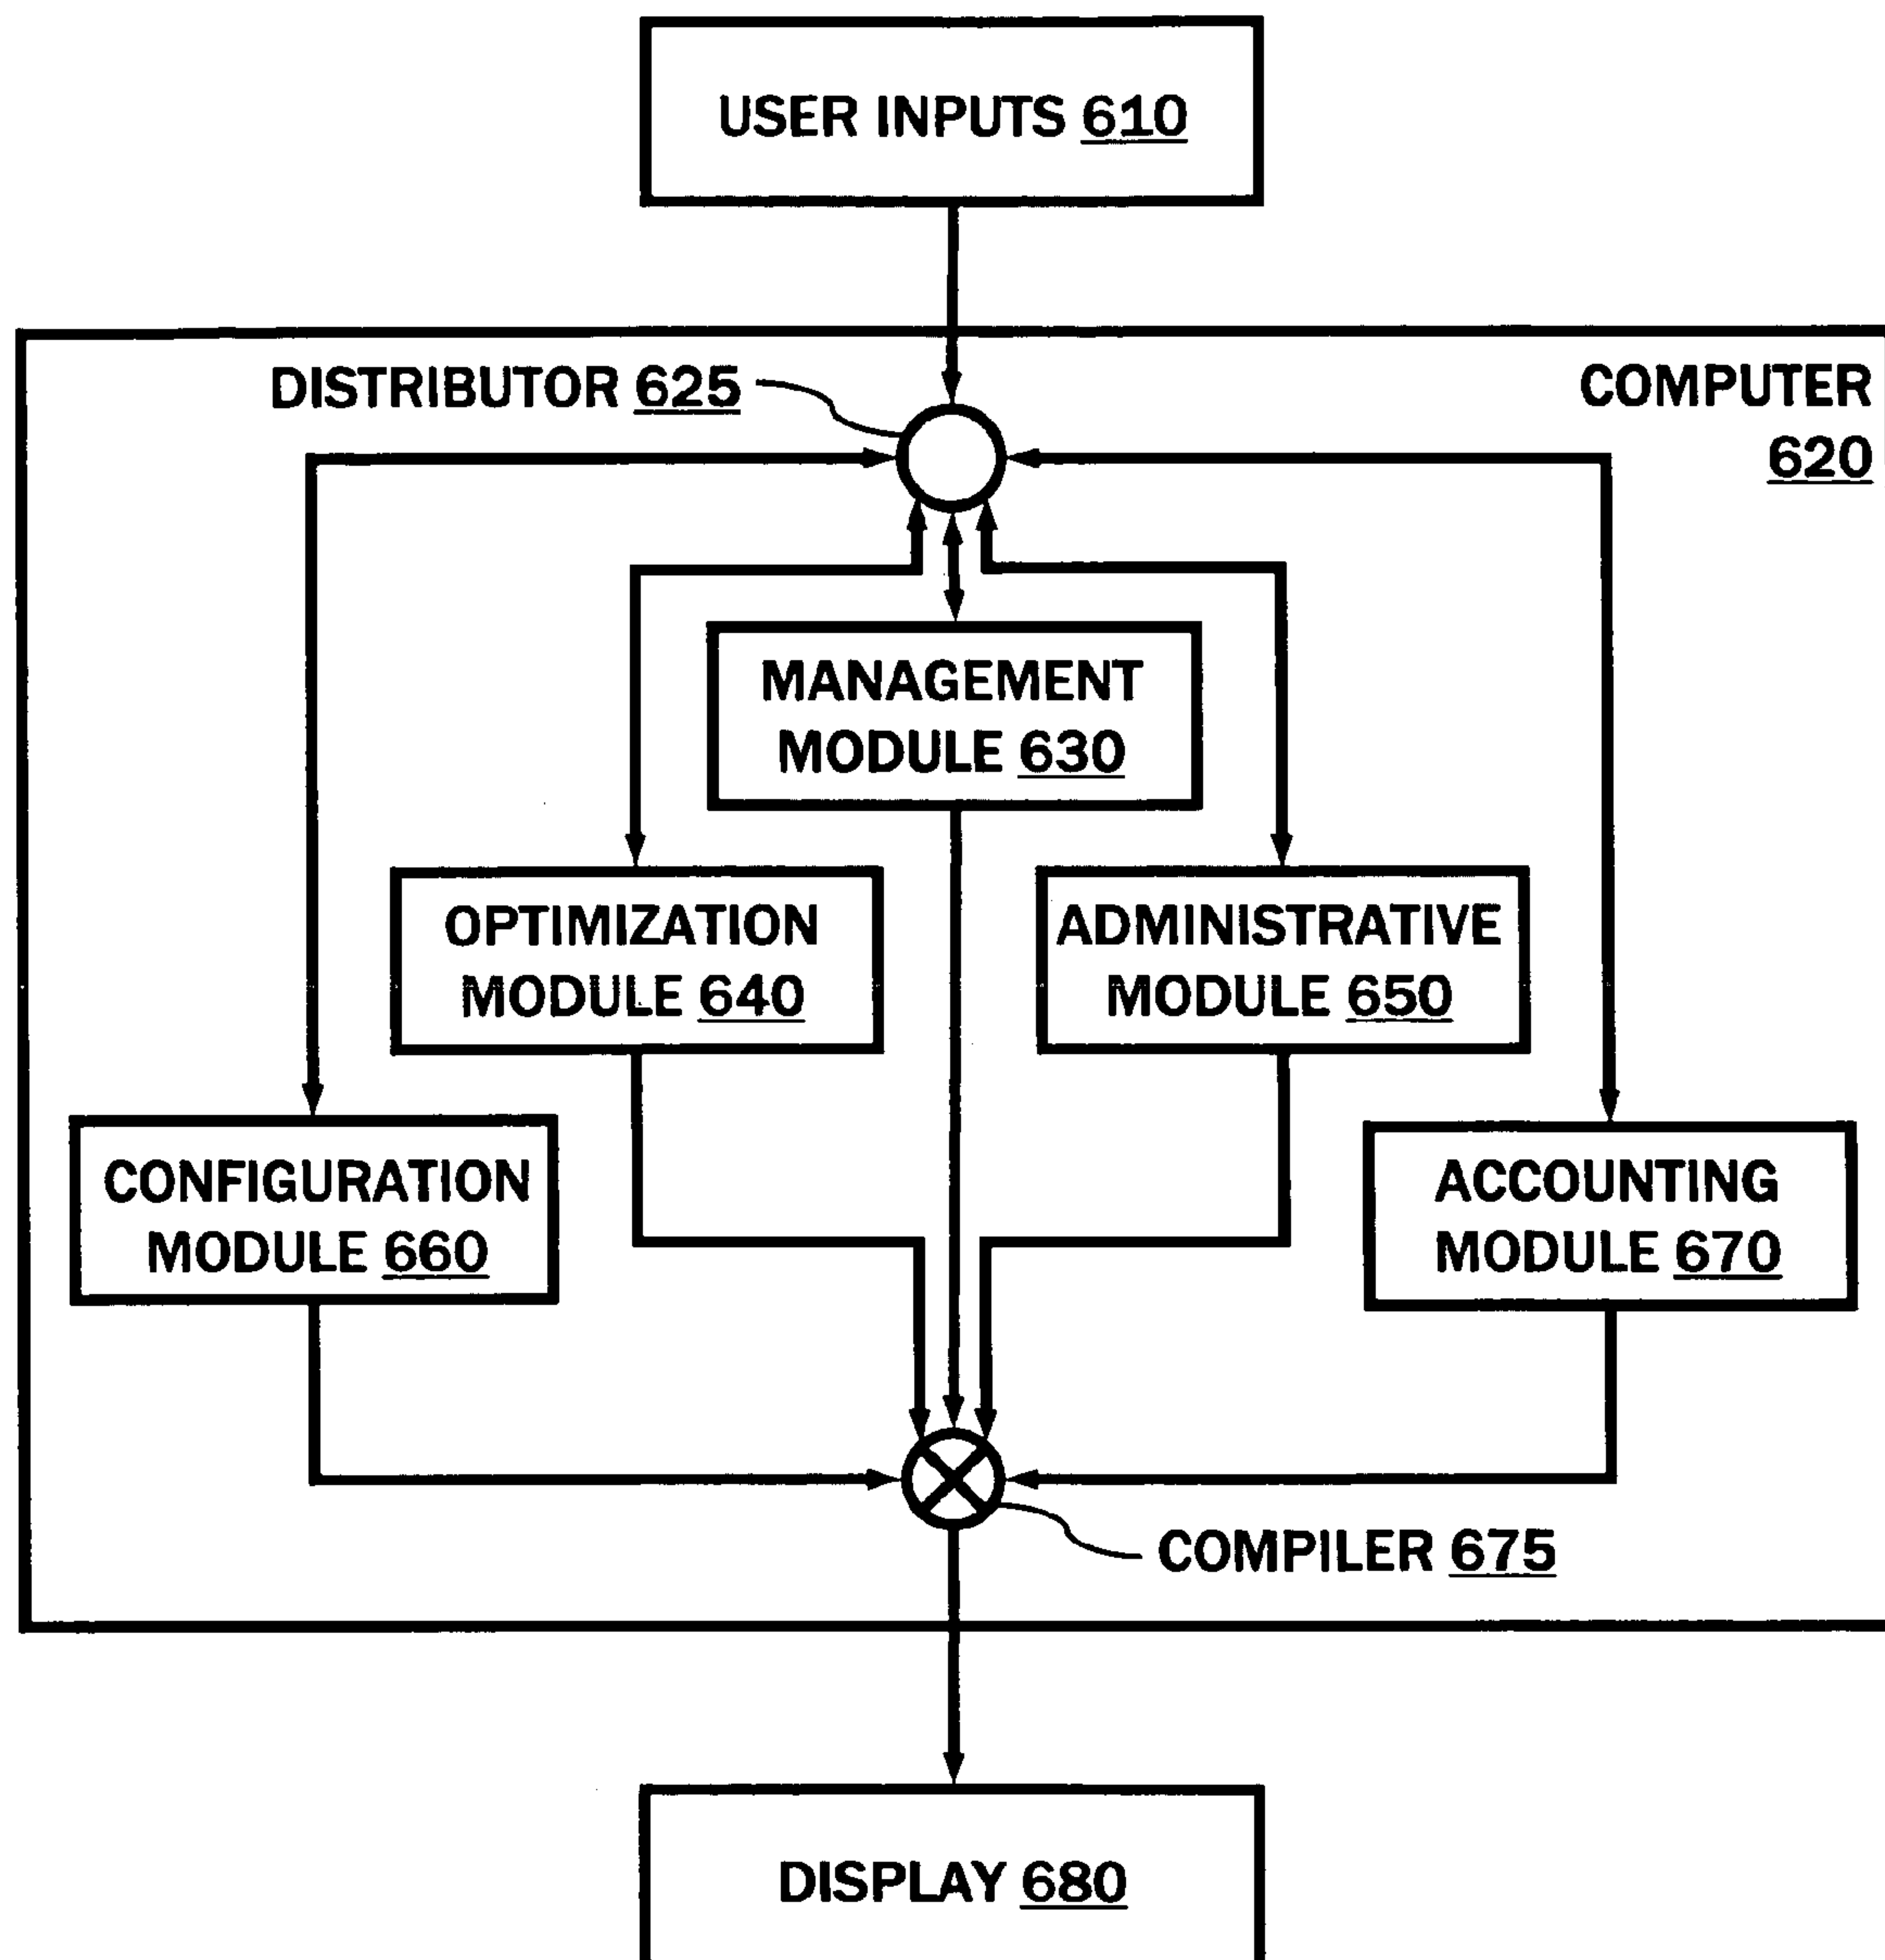 USER INPUTS 610
DISTRIBUTOR 625
COMPUTER
620
MANAGEMENT
MODULE 630
OPTIMIZATION
MODULE 640
ADMINISTRATIVE
MODULE 650
CONFIGURATION
MODULE 660
ACCOUNTING
MODULE 670
COMPILER 675
DISPLAY 680